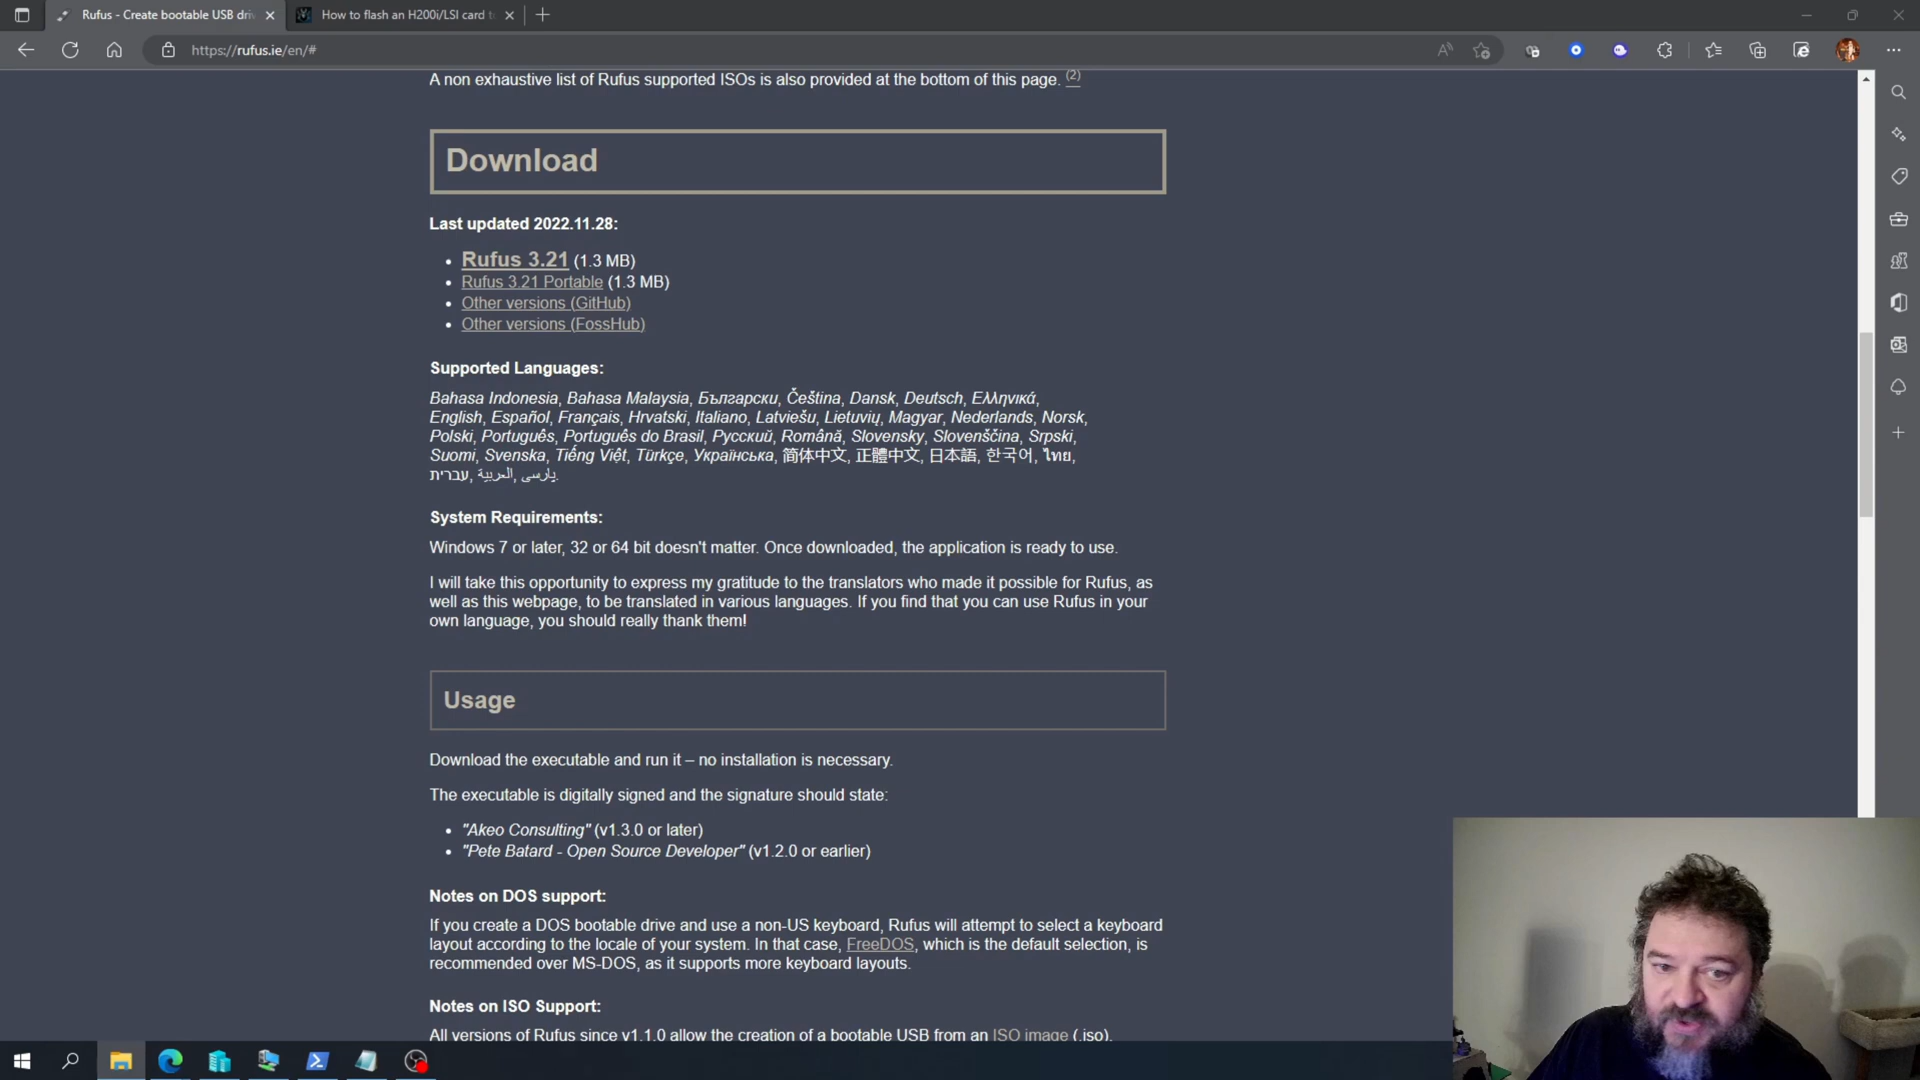 Rufus - Create bootable USB driv
How to flash an H200i/LSI card to
https://rufus.ie/en/#
A non exhaustive list of Rufus supported ISOs is also provided at the bottom of this page. (2)
Download
Last updated 2022.11.28:
• Rufus 3.21 (1.3 MB)
• Rufus 3.21 Portable (1.3 MB)
• Other versions (GitHub)
• Other versions (FossHub)
Supported Languages:
Bahasa Indonesia, Bahasa Malaysia, Български, Čeština, Dansk, Deutsch, Ελληνικά,
English, Español, Français, Hrvatski, Italiano, Latviešu, Lietuvių, Magyar, Nederlands, Norsk,
Polski, Português, Português do Brasil, Русский, Română, Slovensky, Slovenščina, Srpski,
Suomi, Svenska, Tiếng Việt, Türkçe, Українська, 简体中文, 正體中文, 日本語, 한국어, ไทย,
עברית, العربية, پارسی.
System Requirements:
Windows 7 or later, 32 or 64 bit doesn't matter. Once downloaded, the application is ready to use.
I will take this opportunity to express my gratitude to the translators who made it possible for Rufus, as
well as this webpage, to be translated in various languages. If you find that you can use Rufus in your
own language, you should really thank them!
Usage
Download the executable and run it – no installation is necessary.
The executable is digitally signed and the signature should state:
• "Akeo Consulting" (v1.3.0 or later)
• "Pete Batard - Open Source Developer" (v1.2.0 or earlier)
Notes on DOS support:
If you create a DOS bootable drive and use a non-US keyboard, Rufus will attempt to select a keyboard
layout according to the locale of your system. In that case, FreeDOS, which is the default selection, is
recommended over MS-DOS, as it supports more keyboard layouts.
Notes on ISO Support:
All versions of Rufus since v1.1.0 allow the creation of a bootable USB from an ISO image (.iso).